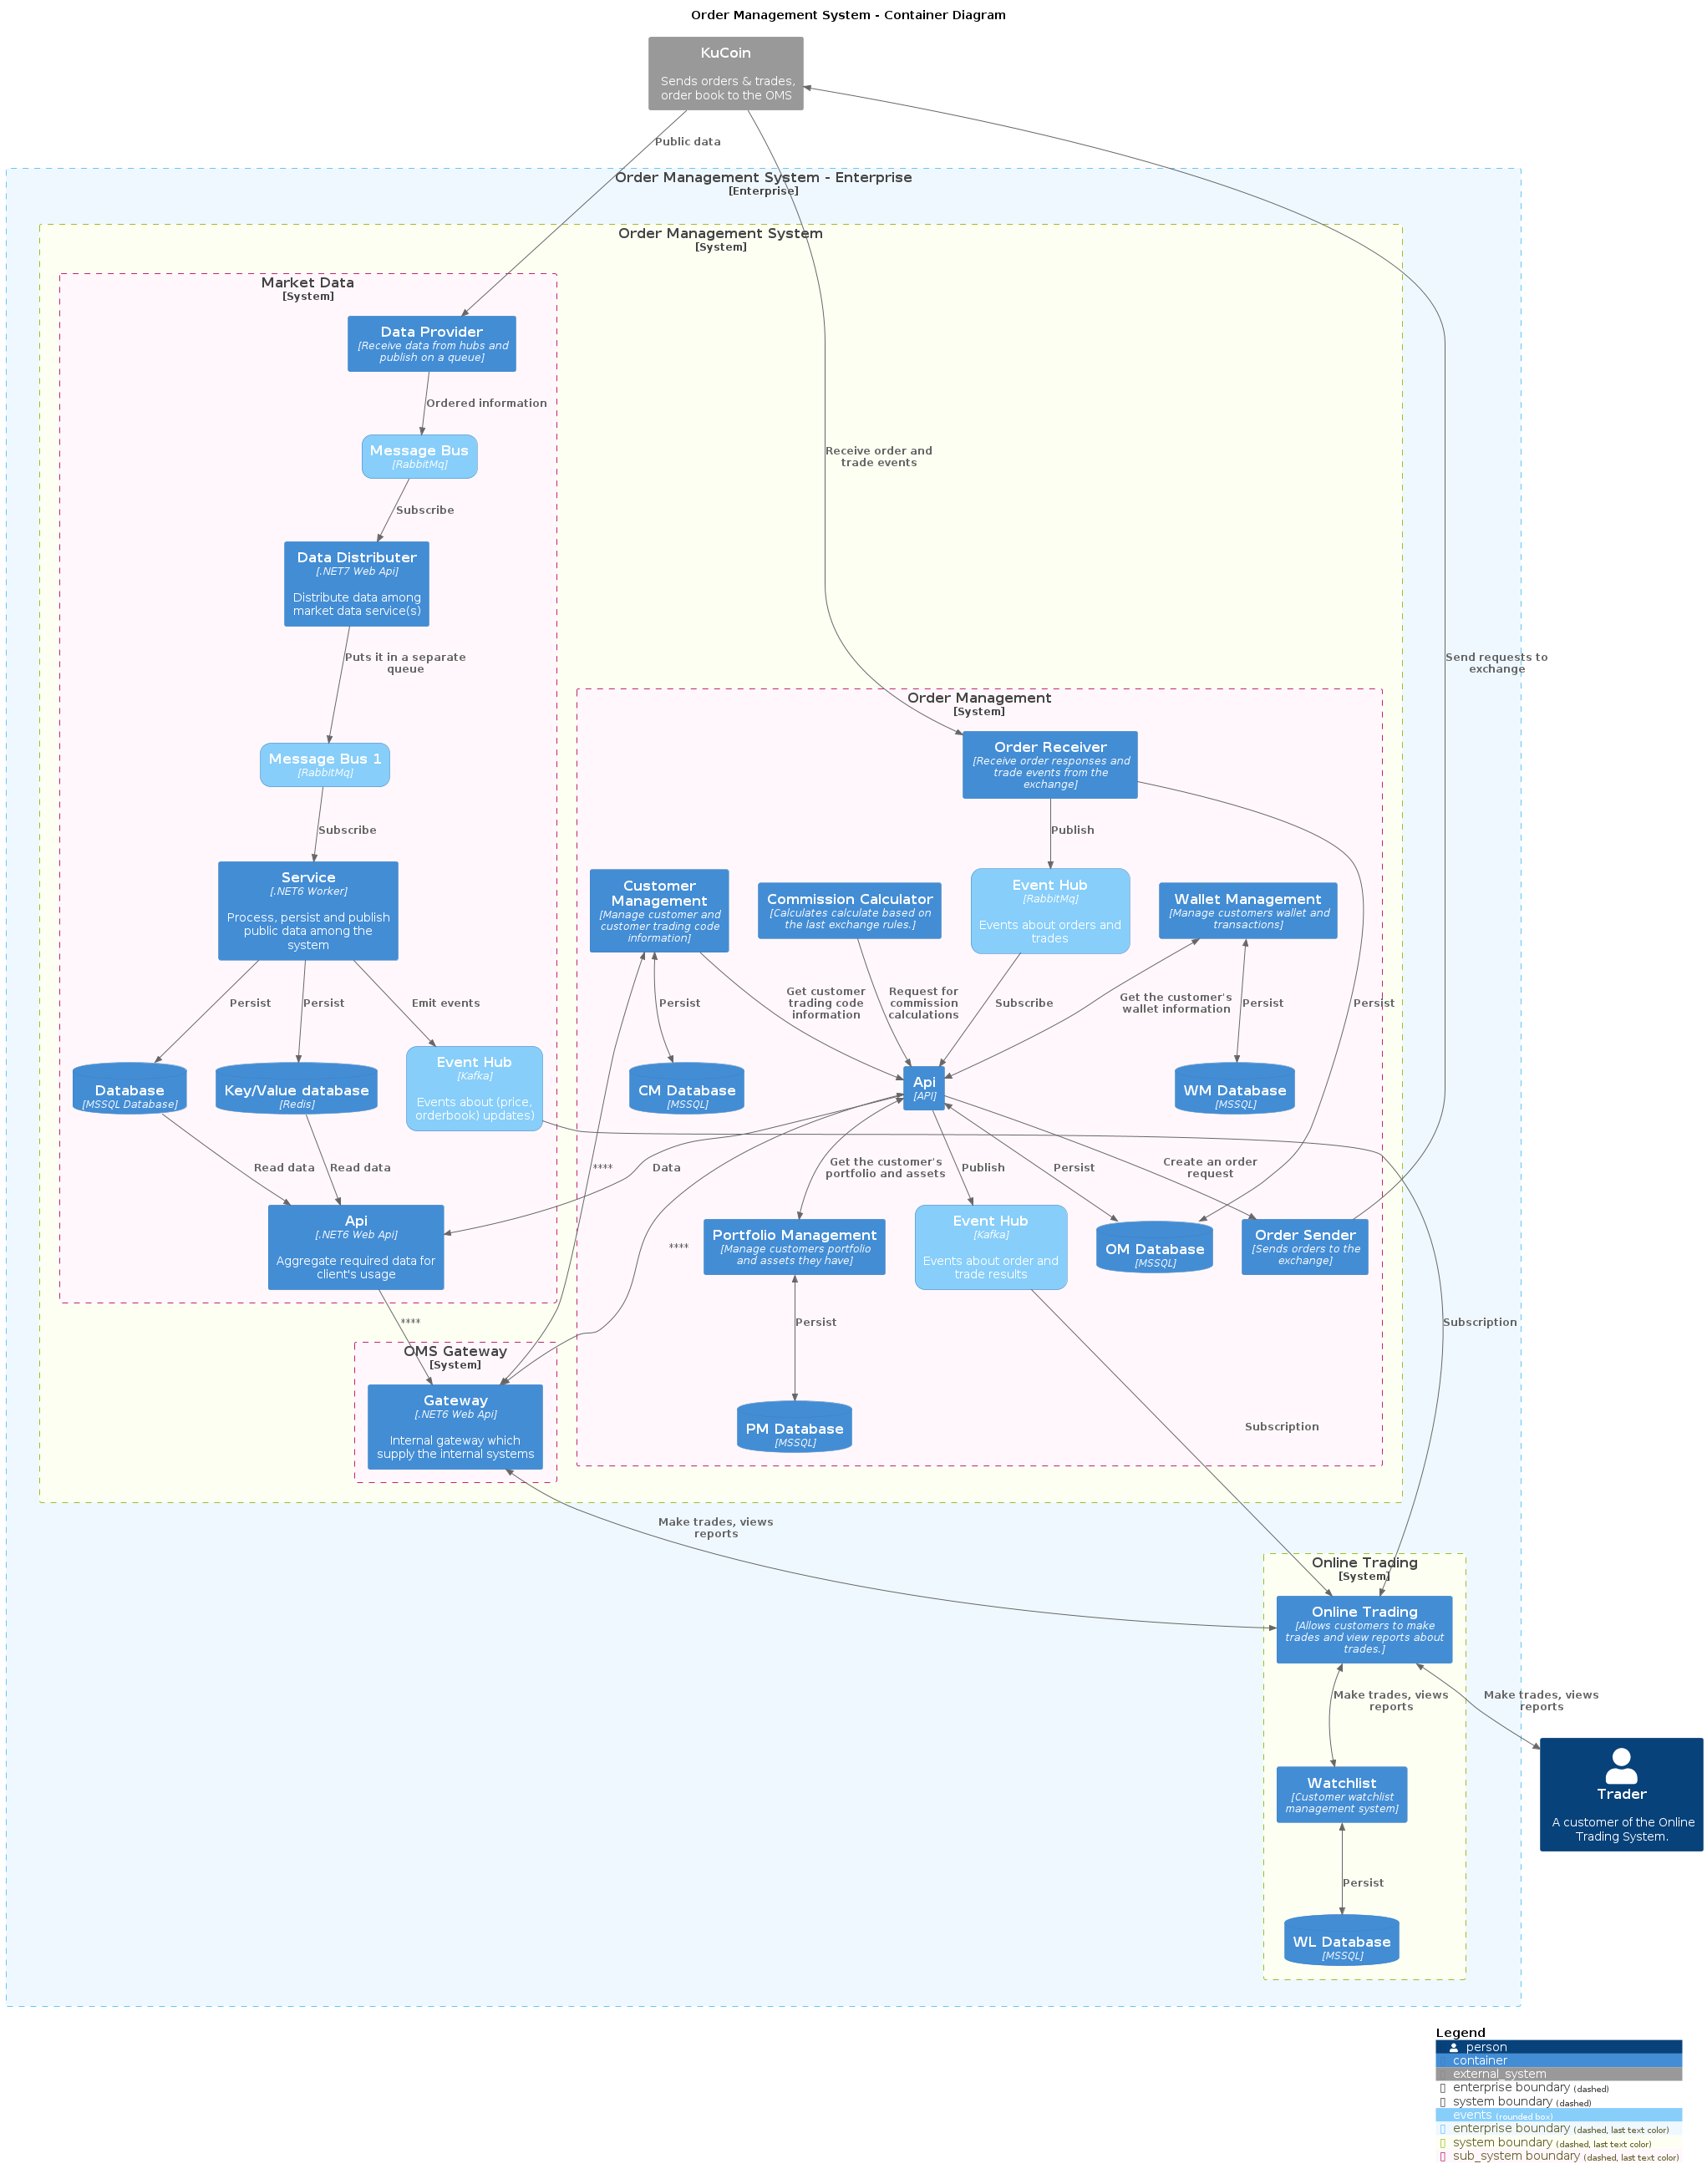 Order Management System - Container Diagram
KuCoin
Sends orders & trades,
order book to the OMS
Public data
Order Management System - Enterprise
[Enterprise]
Order Management System
[System]
Market Data
[System]
Data Provider
[Receive data from hubs and
publish on a queue]
Ordered information
Message Bus
[RabbitMq]
Receive order and
trade events
Subscribe
Data Distributer
[.NET7 Web Api]
Distribute data among
market data service(s)
Puts it in a separate
queue
Send requests to
exchange
Order Management
[System]
Order Receiver
[Receive order responses and
trade events from the
exchange]
Message Bus 1
[RabbitMq]
Subscribe
Publish
Service
[.NET6 Worker]
Process, persist and publish
public data among the
system
Customer
Management
[Manage customer and
customer trading code
information]
Commission Calculator
[Calculates calculate based on
the last exchange rules.]
Event Hub
[RabbitMq]
Events about orders and
trades
Wallet Management
[Manage customers wallet and
transactions]
Persist
Persist
Emit events
Persist
Get customer
trading code
information
Request for
commission
calculations
Subscribe
Get the customer's
wallet information
Persist
Persist
Database
[MSSQL Database]
Key/Value database
[Redis]
Event Hub
[Kafka]
Events about (price,
orderbook) updates)
CM Database
[MSSQL]
Api
[API]
WM Database
[MSSQL]
Read data
Read data
****
Data
Get the customer's
portfolio and assets
Publish
Persist
Create an order
request
Api
[.NET6 Web Api]
Aggregate required data for
client's usage
****
Portfolio Management
[Manage customers portfolio
and assets they have]
Event Hub
[Kafka]
Events about order and
trade results
OM Database
[MSSQL]
Order Sender
[Sends orders to the
exchange]
****
Persist
Subscription
OMS Gateway
[System]
Gateway
[.NET6 Web Api]
Internal gateway which
supply the internal systems
PM Database
[MSSQL]
Subscription
Make trades, views
reports
Online Trading
[System]
Online Trading
[Allows customers to make
trades and view reports about
trades.]
Make trades, views
reports
Make trades, views
reports
Watchlist
[Customer watchlist
management system]
Trader
A customer of the Online
Trading System.
Persist
WL Database
[MSSQL]
Legend
person
container
external_system
enterprise boundary (dashed)
system boundary (dashed)
events (rounded box)
enterprise boundary (dashed, last text color)
system boundary (dashed, last text color)
sub_system boundary (dashed, last text color)